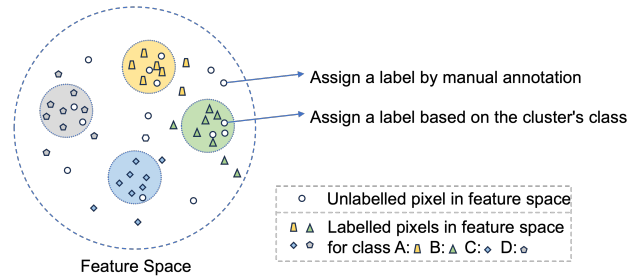 Assign a label by manual annotation
Assign a label based on the cluster's class
Unlabelled pixel in feature space
Labelled pixels in feature space
for class A: B: C: D:
Feature Space